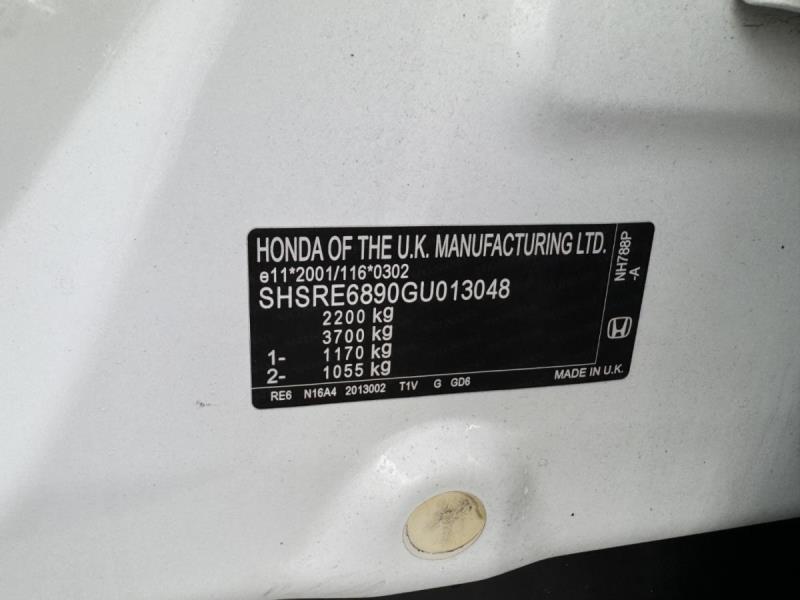 HONDA OF THE U.K. MANUFACTURING LTD.
e11*2001/116*0302
SHSRE6890GU013048
2200 kg
3700 kg
1- 1170 kg
2- 1055 kg
RE6 N16A4 2013002 T1V G GD6
MADE IN U.K.
NH788P
-A